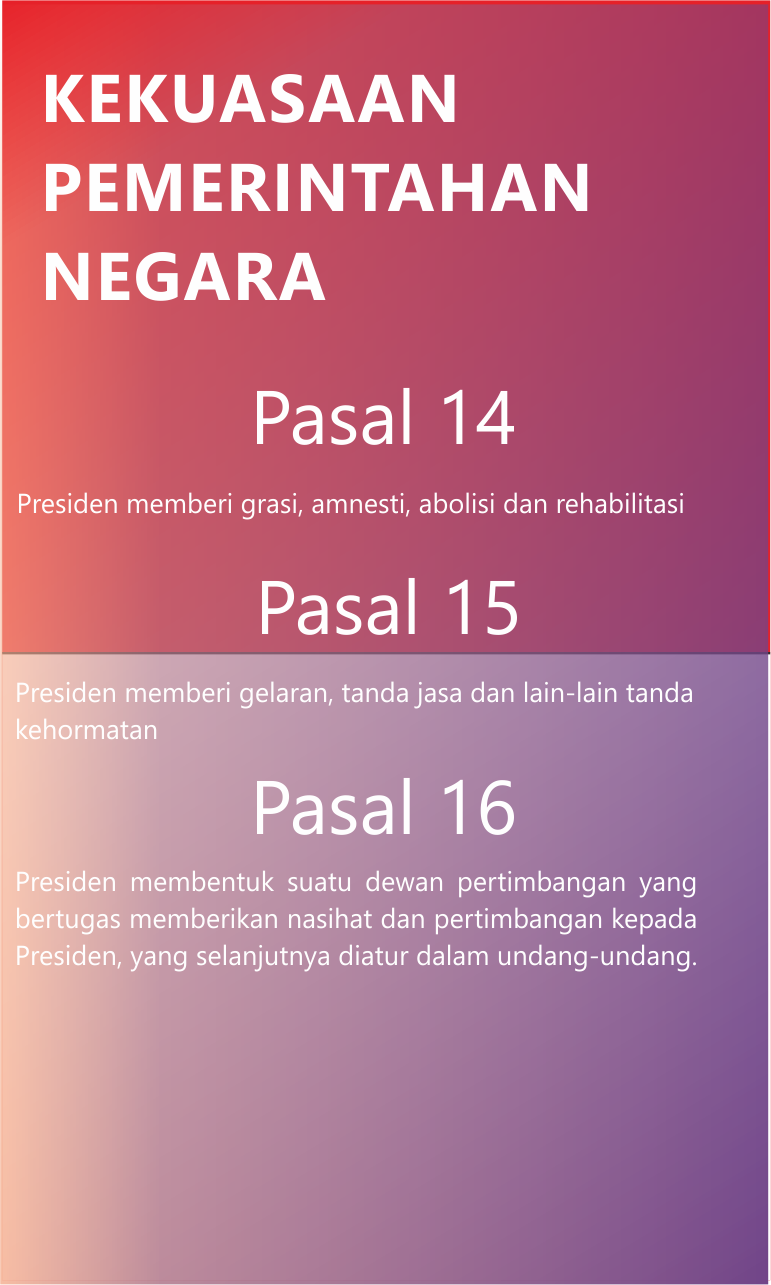 KEKUASAAN
PEMERINTAHAN
NEGARA
Pasal 14
Presiden memberi grasi, amnesti, abolisi dan rehabilitasi
Pasal 15
Presiden memberi gelaran, tanda jasa dan lain-lain tanda
kehormatan
Pasal 16
Presiden membentuk suatu dewan pertimbangan yang
bertugas memberikan nasihat dan pertimbangan kepada
Presiden, yang selanjutnya diatur dalam undang-undang.